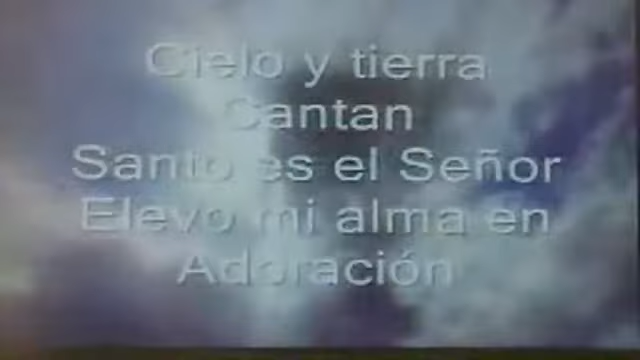 Cielo y tierra
Cantan
Santo es el Señor
Elevo mi alma en
Adoración